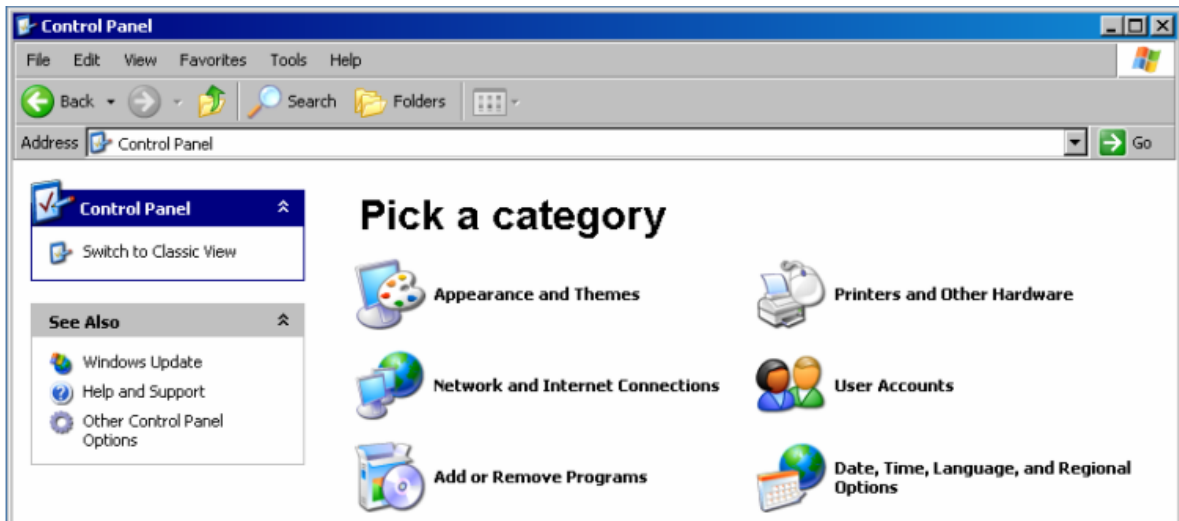 Control Panel
File Edit View Favorites Tools Help
Back Search Folders
Address Control Panel Go
Control Panel
Switch to Classic View
See Also
Windows Update
Help and Support
Other Control Panel
Options
Pick a category
Appearance and Themes
Printers and Other Hardware
Network and Internet Connections
User Accounts
Add or Remove Programs
Date, Time, Language, and Regional
Options